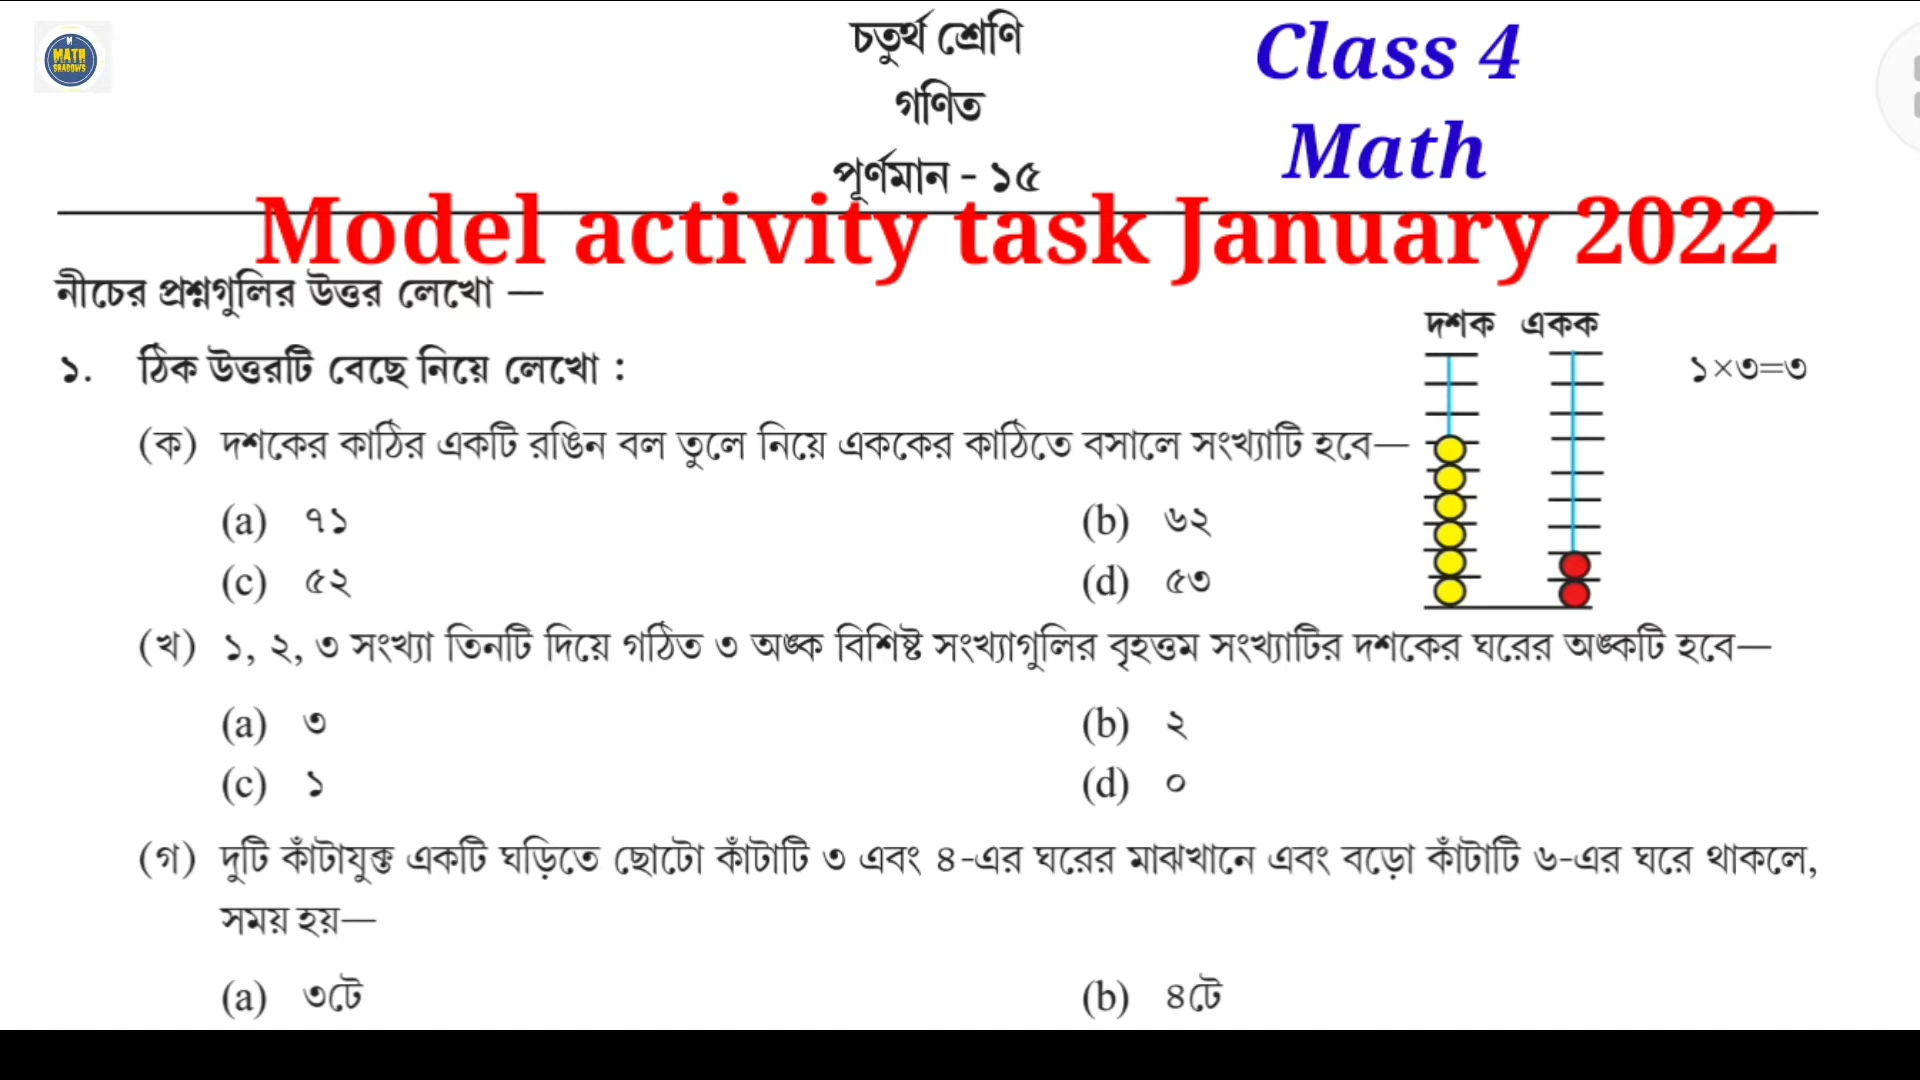 M
MATH
SHADOWS
চতুর্থ শ্রেণি
গণিত
পূর্ণমান - ১৫
Class 4
Math
Model activity task January 2022
নীচের প্রশ্নগুলির উত্তর লেখো —
১. ঠিক উত্তরটি বেছে নিয়ে লেখো : ১×৩=৩
দশক একক
(ক) দশকের কাঠির একটি রঙিন বল তুলে নিয়ে এককের কাঠিতে বসালে সংখ্যাটি হবে—
(a) ৭১ (b) ৬২
(c) ৫২ (d) ৫৩
(খ) ১, ২, ৩ সংখ্যা তিনটি দিয়ে গঠিত ৩ অঙ্ক বিশিষ্ট সংখ্যাগুলির বৃহত্তম সংখ্যাটির দশকের ঘরের অঙ্কটি হবে—
(a) ৩ (b) ২
(c) ১ (d) ০
(গ) দুটি কাঁটাযুক্ত একটি ঘড়িতে ছোটো কাঁটাটি ৩ এবং ৪-এর ঘরের মাঝখানে এবং বড়ো কাঁটাটি ৬-এর ঘরে থাকলে,
সময় হয়—
(a) ৩টে (b) ৪টে